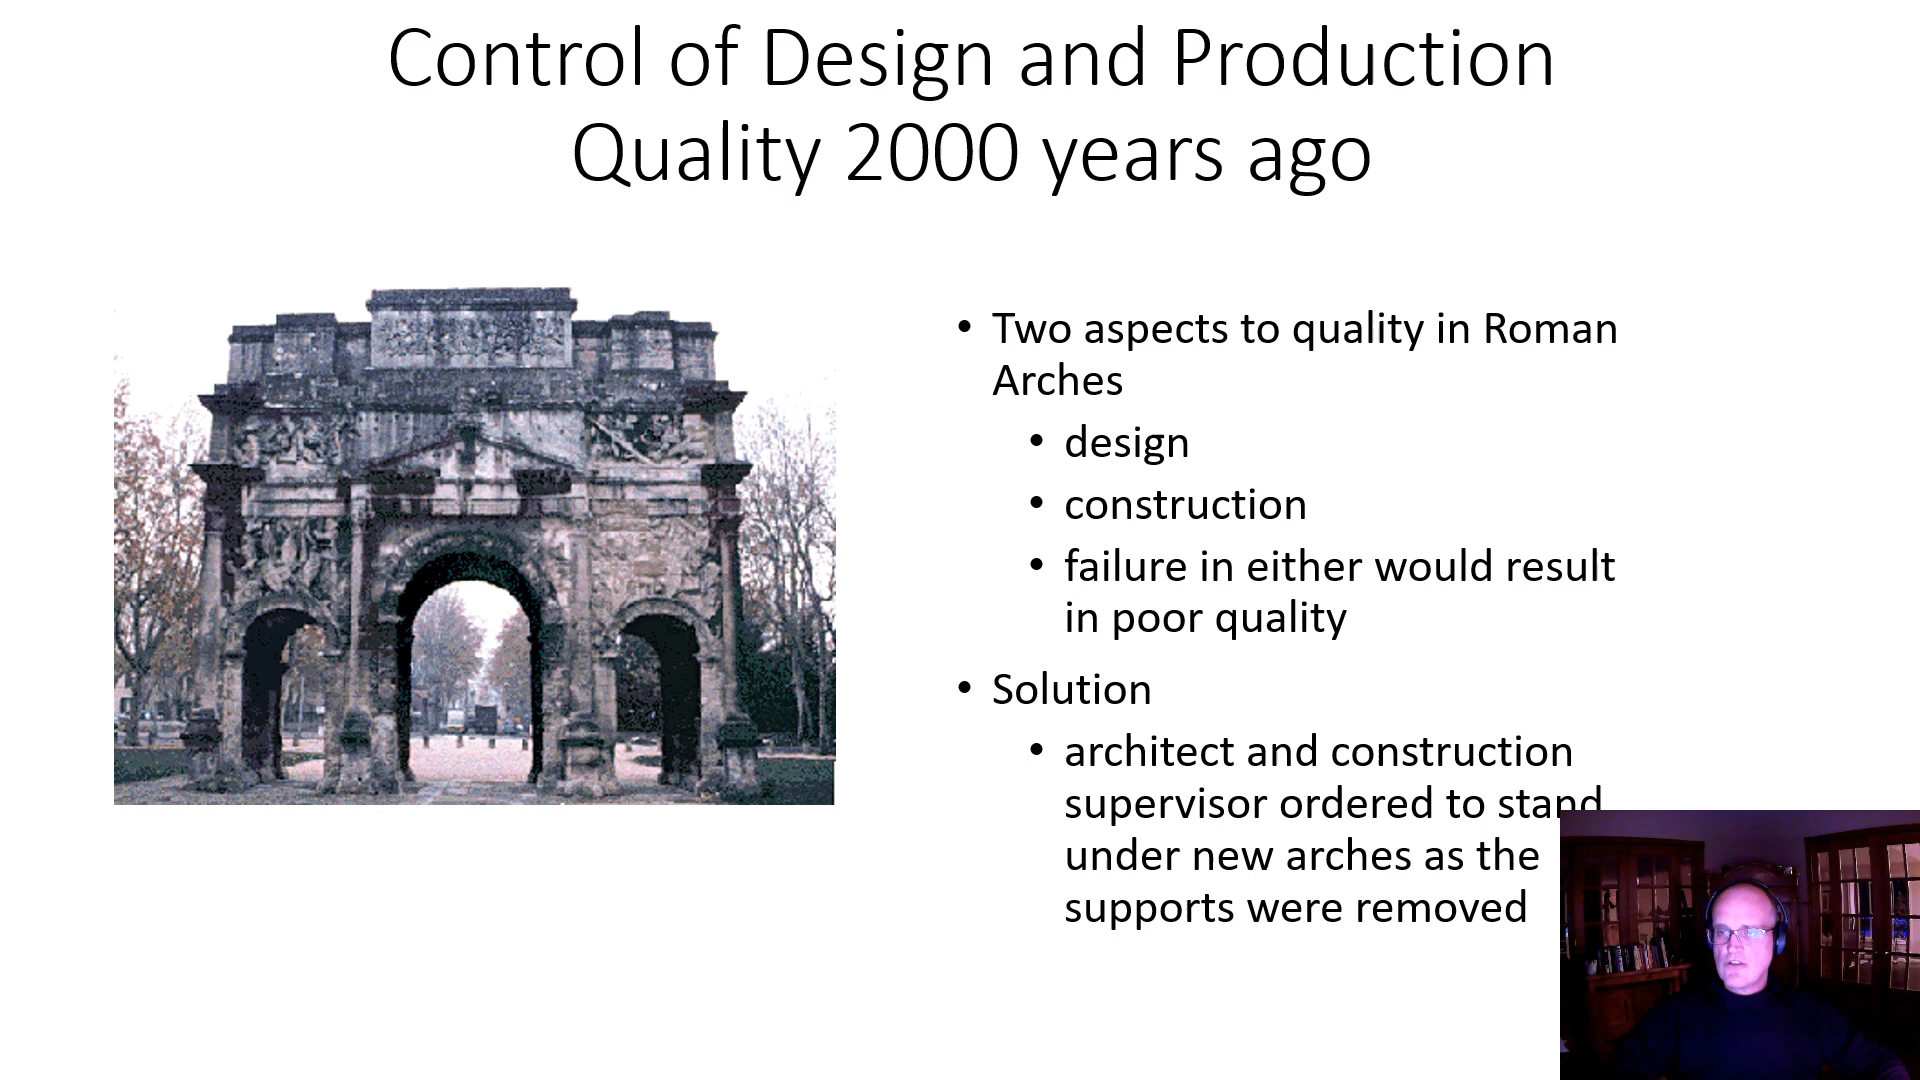 Control of Design and Production
Quality 2000 years ago
• Two aspects to quality in Roman
Arches
• design
• construction
• failure in either would result
in poor quality
• Solution
• architect and construction
supervisor ordered to stand
under new arches as the
supports were removed